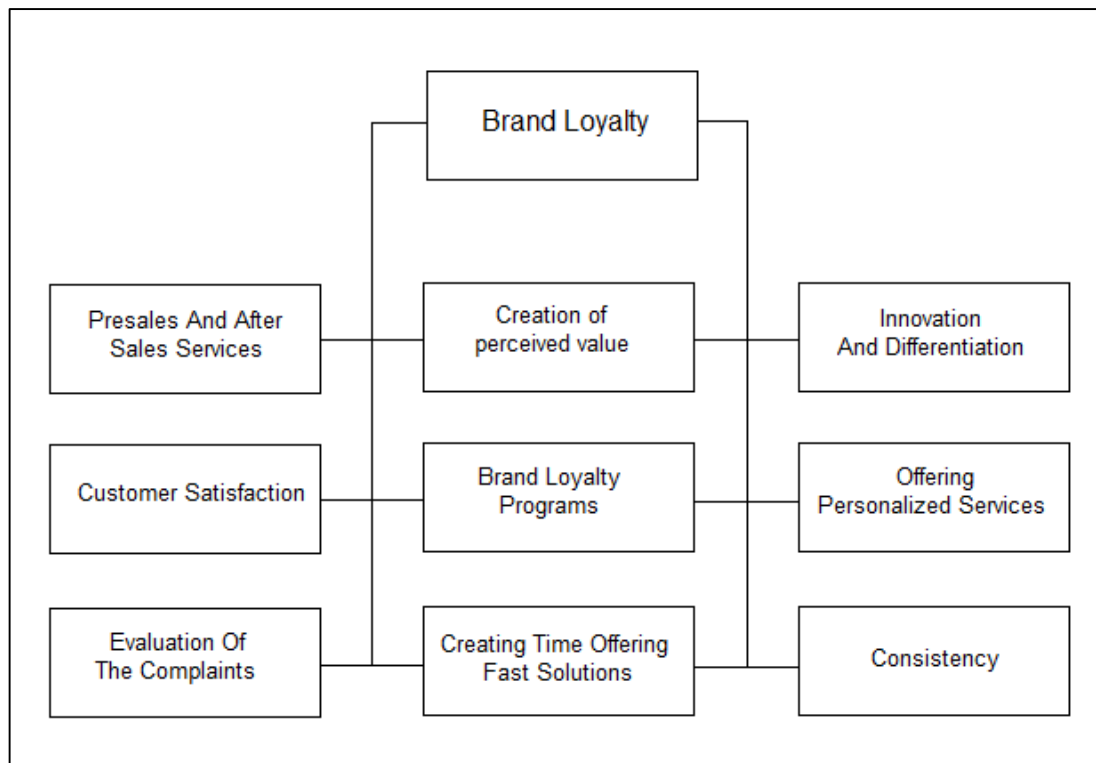 Brand Loyalty
Presales And After
Sales Services
Creation of
perceived value
Innovation
And Differentiation
Customer Satisfaction
Brand Loyalty
Programs
Offering
Personalized Services
Evaluation Of
The Complaints
Creating Time Offering
Fast Solutions
Consistency